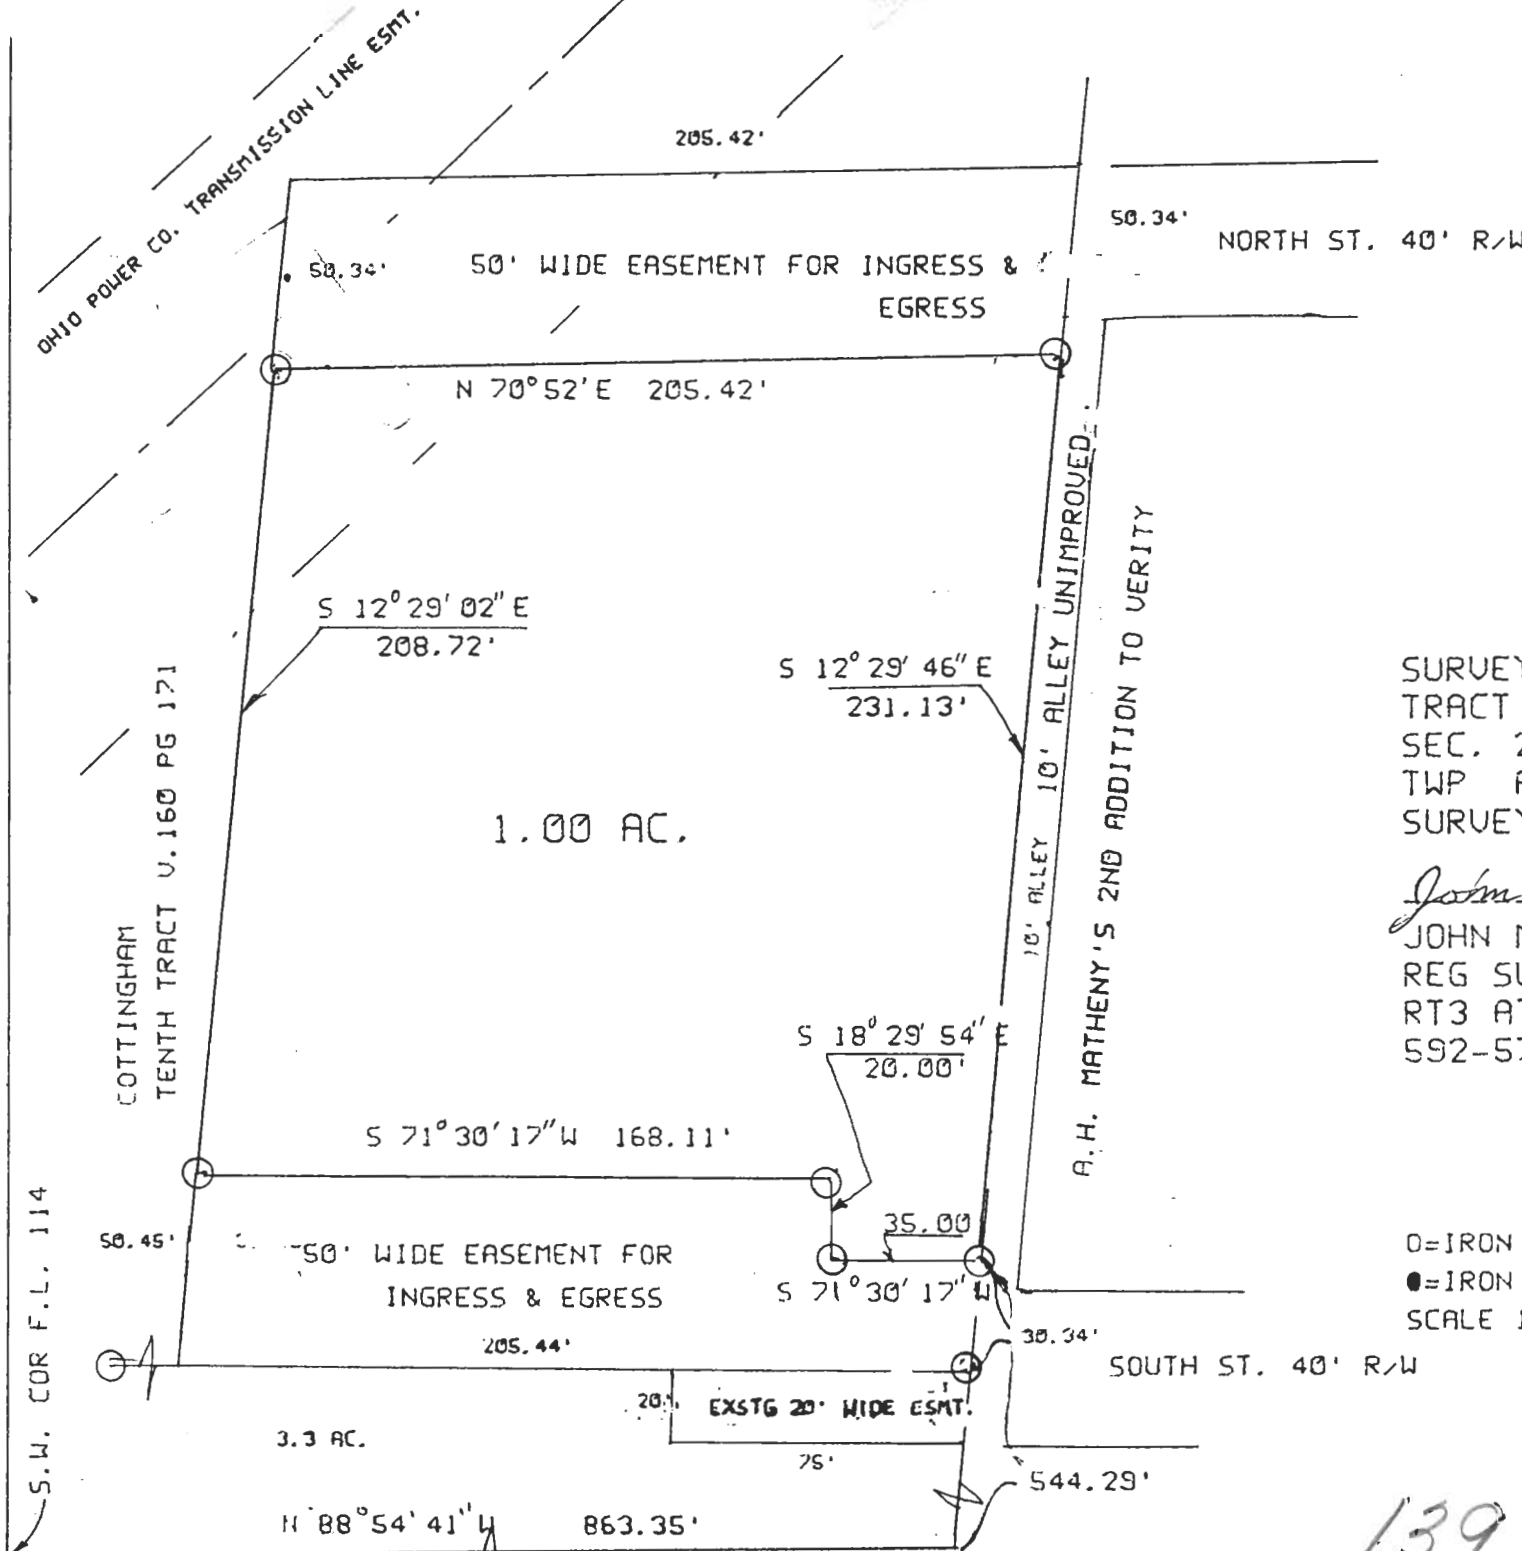 OHIO POWER CO. TRANSMISSION LINE ESMT.
205.42'
50.34'
NORTH ST. 40' R/W
50.34'
50' WIDE EASEMENT FOR INGRESS &
EGRESS
N 70°52'E 205.42'
S 12°29'02"E
208.72'
S 12°29'46"E
231.13'
10' ALLEY UNIMPROVED
10' ALLEY
A.H. MATHENY'S 2ND ADDITION TO VERITY
COTTINGHAM
TENTH TRACT V.160 PG 171
1.00 AC.
SURVEY
TRACT
SEC.
TWP
SURVEY
John
JOHN
REG
RT3
592-5
S 18°29'54"E
20.00'
S 71°30'17"W 168.11'
35.00
S 71°30'17"W
50.45'
50' WIDE EASEMENT FOR
INGRESS & EGRESS
205.44'
30.34'
SOUTH ST. 40' R/W
O=IRON
●=IRON
SCALE 1
20'
EXSTG 20' WIDE ESMT.
75'
3.3 AC.
544.29'
N 88°54'41"W 863.35'
S.W. COR F.L. 114
139